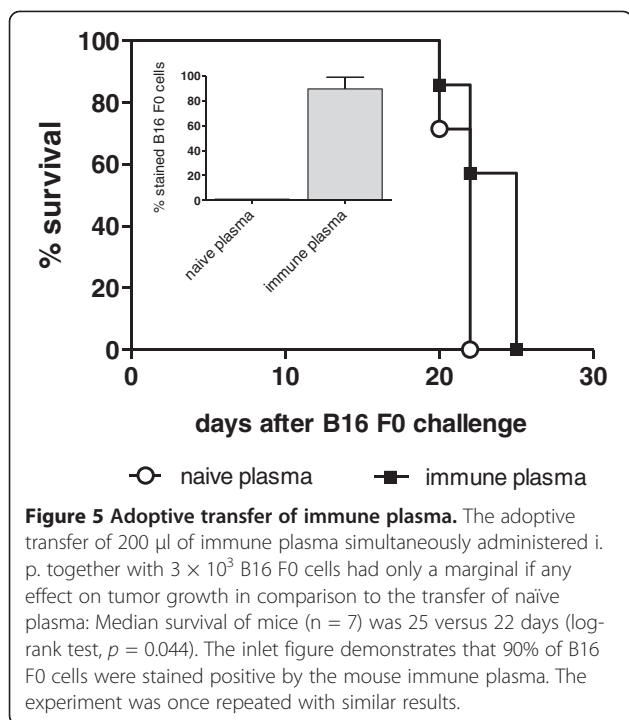 100
80
60
40
20
0
% survival
100
80
60
40
20
0
% stained B16 F0 cells
naive plasma
immune plasma
0
10
20
30
days after B16 F0 challenge
naive plasma
immune plasma
Figure 5 Adoptive transfer of immune plasma. The adoptive
transfer of 200 μl of immune plasma simultaneously administered i.
p. together with 3 × 10³ B16 F0 cells had only a marginal if any
effect on tumor growth in comparison to the transfer of naïve
plasma: Median survival of mice (n = 7) was 25 versus 22 days (log-
rank test, p = 0.044). The inlet figure demonstrates that 90% of B16
F0 cells were stained positive by the mouse immune plasma. The
experiment was once repeated with similar results.